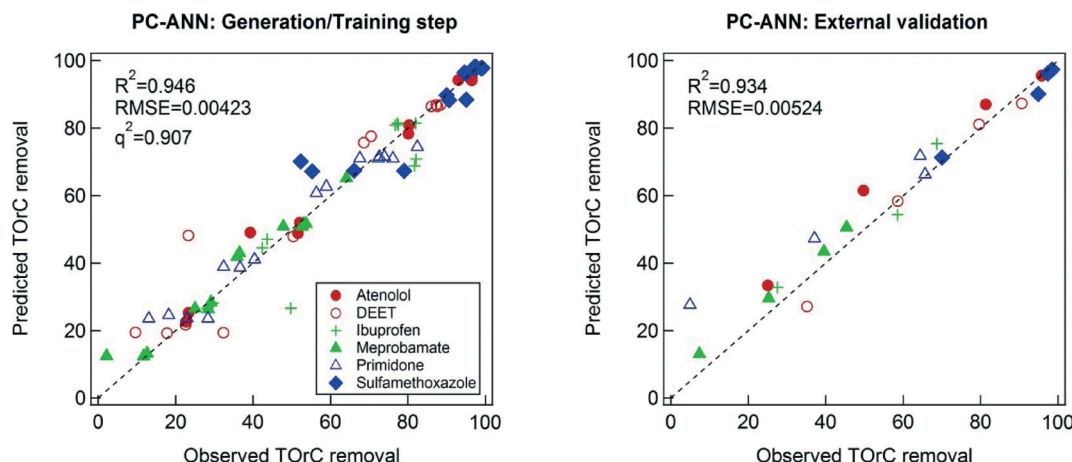 PC-ANN: Generation/Training step
100
80
60
40
20
0
0 20 40 60 80 100
Predicted TOrC removal
Observed TOrC removal
R²=0.946
RMSE=0.00423
q²=0.907
Atenolol
DEET
Ibuprofen
Meprobamate
Primidone
Sulfamethoxazole
PC-ANN: External validation
100
80
60
40
20
0
0 20 40 60 80 100
Predicted TOrC removal
Observed TOrC removal
R²=0.934
RMSE=0.00524